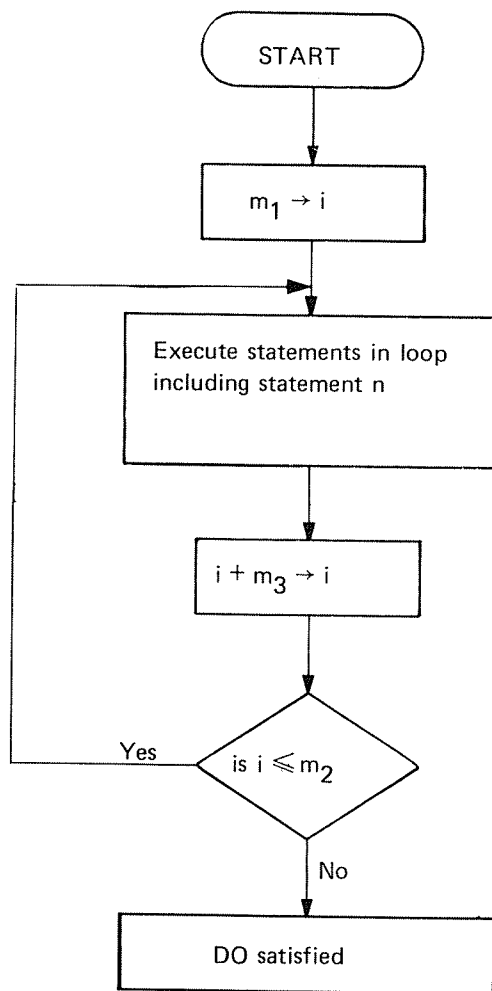 START
m₁ → i
Execute statements in loop
including statement n
i + m₃ → i
Yes
is i ⩽ m₂
No
DO satisfied